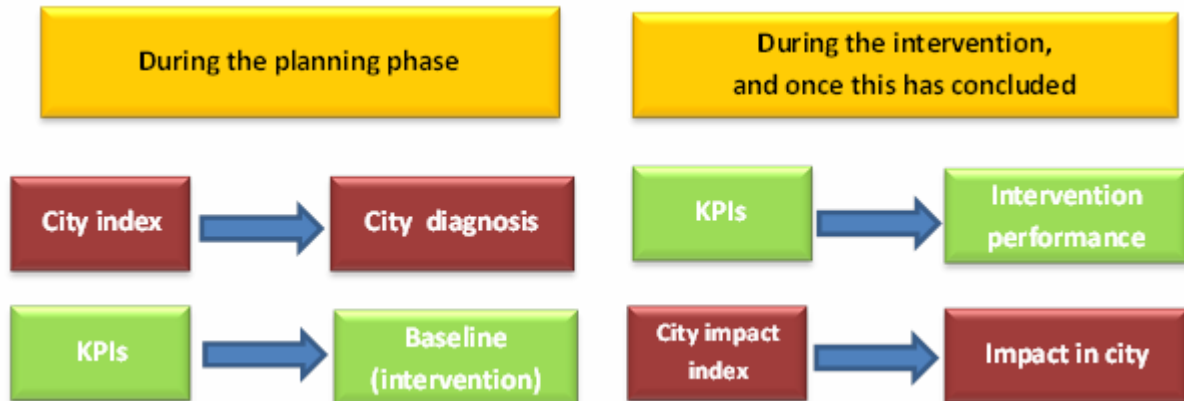 During the planning phase
During the intervention,
and once this has concluded
City index
City diagnosis
KPIs
Intervention
performance
KPIs
Baseline
(intervention)
City impact
index
Impact in city